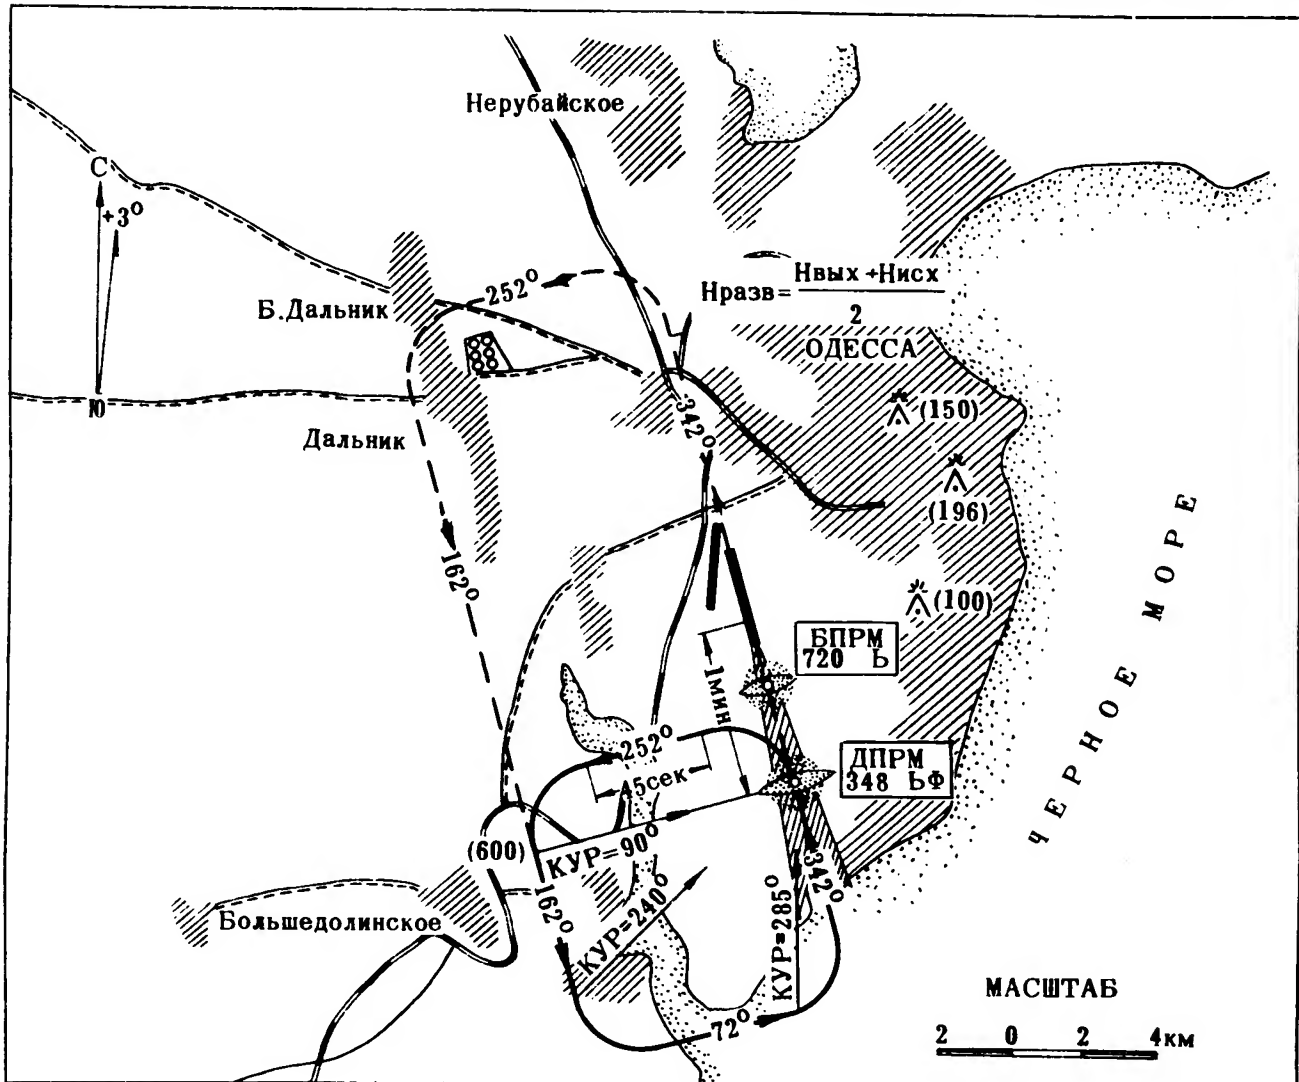 Нерубайское
С
+3°
252°
Нразв= Нвых +Нисх
2
Б.Дальник
ОДЕССА
Ю
342°
(150)
Дальник
(196)
162°
(100)
БПРМ
720 Ь
1мин
252°
ДПРМ
348 ЬФ
45сек
(600)
КУР=90°
342°
162°
КУР=240°
КУР=285°
Большедолинское
72°
ЧЕРНОЕ МОРЕ
МАСШТАБ
2 0 2 4км